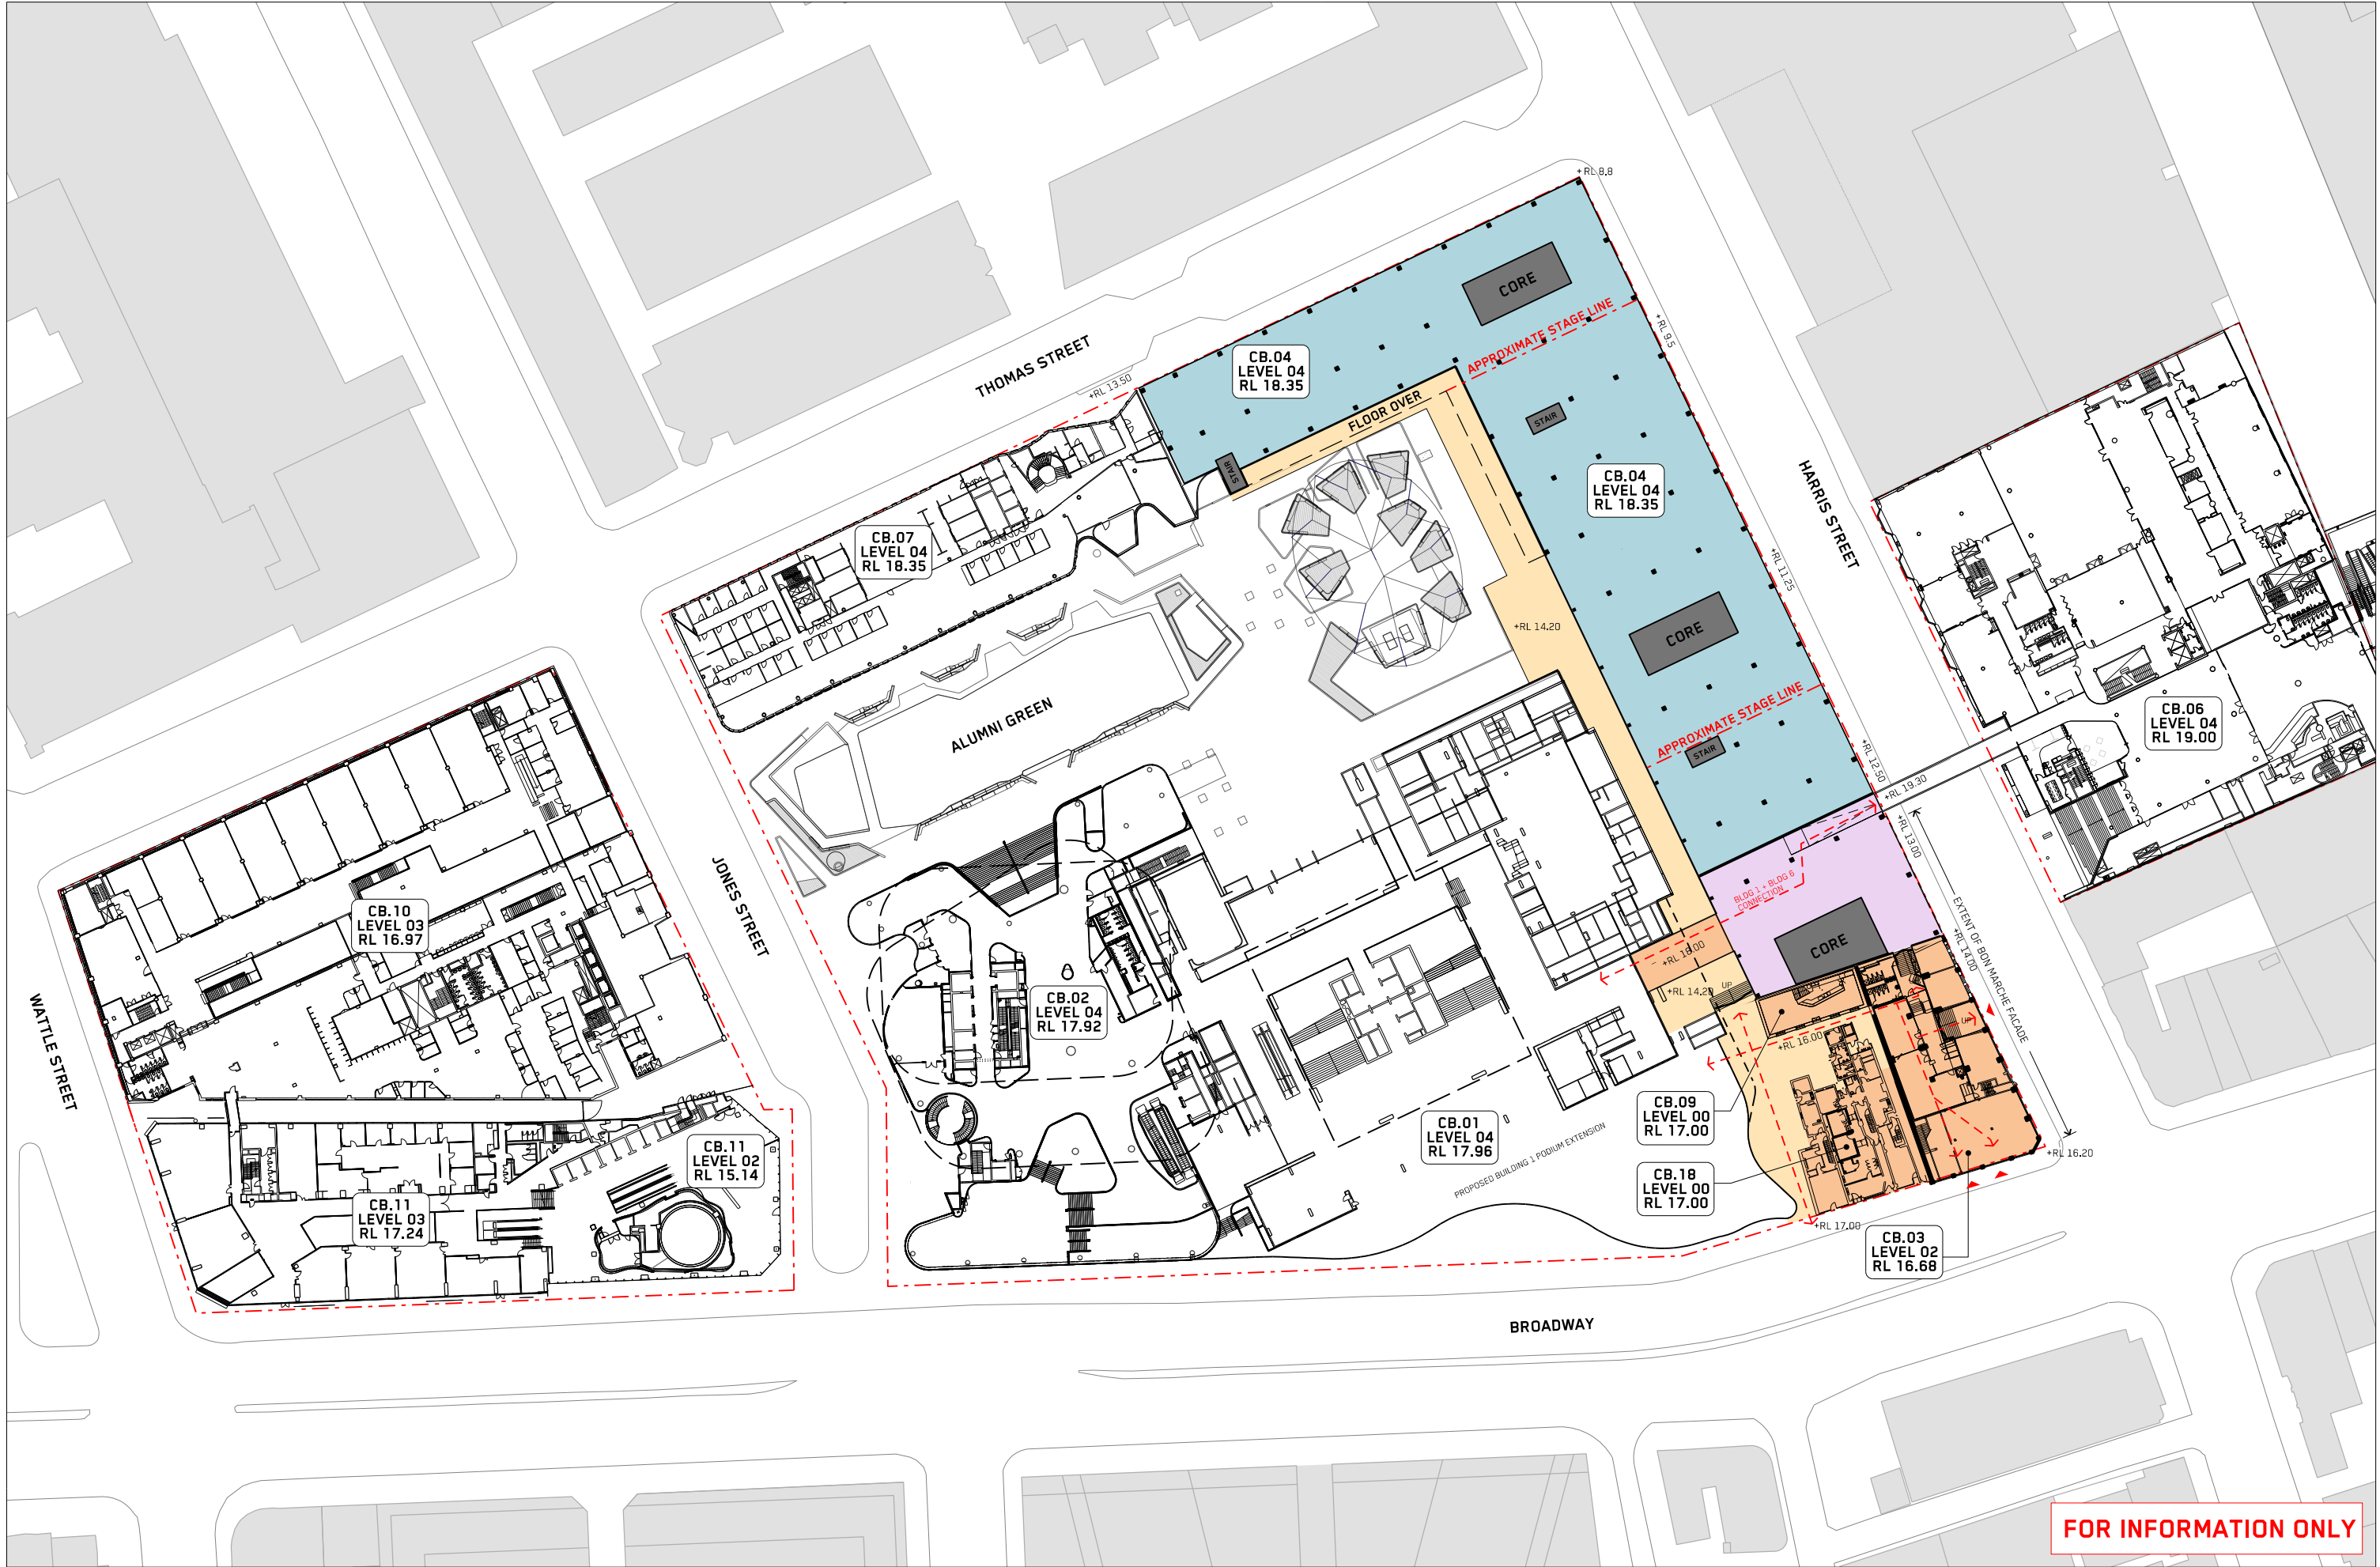 + RL 8.8
CORE
APPROXIMATE STAGE LINE
+RL 9.5
THOMAS STREET
+RL 13.50
CB.04
LEVEL 04
RL 18.35
FLOOR OVER
STAIR
STAIR
CB.04
LEVEL 04
RL 18.35
HARRIS STREET
CB.07
LEVEL 04
RL 18.35
+RL 11.25
+RL 14.20
CORE
APPROXIMATE STAGE LINE
STAIR
ALUMNI GREEN
CB.06
LEVEL 04
RL 19.00
+RL 12.50
+RL 19.30
+RL 13.00
JONES STREET
BLDG 1 + BLDG 6
CONNECTION
CB.10
LEVEL 03
RL 16.97
EXTENT OF BON MARCHE FACADE
+RL 14.00
CORE
+RL 16.00
+RL 14.20
UP
WATTLE STREET
CB.02
LEVEL 04
RL 17.92
UP
+RL 16.00
CB.09
LEVEL 00
RL 17.00
CB.01
LEVEL 04
RL 17.96
PROPOSED BUILDING 1 PODIUM EXTENSION
CB.11
LEVEL 02
RL 15.14
+RL 16.20
CB.18
LEVEL 00
RL 17.00
CB.11
LEVEL 03
RL 17.24
+RL 17.00
CB.03
LEVEL 02
RL 16.68
BROADWAY
FOR INFORMATION ONLY